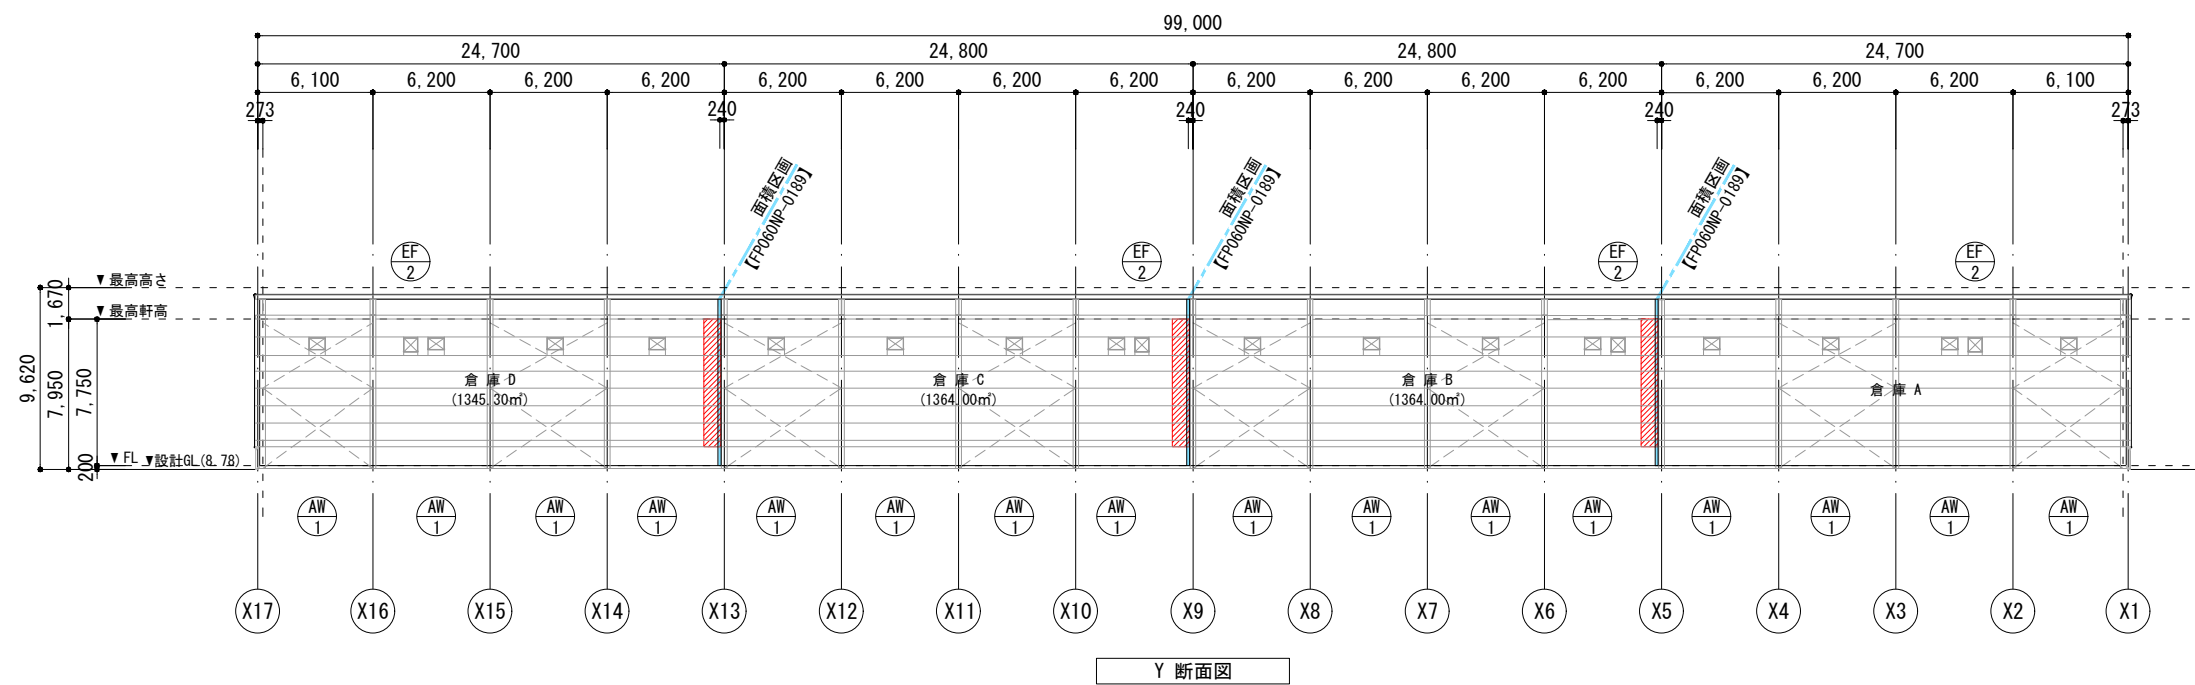 99,000
24,700 24,800 24,800 24,700
6,100 6,200 6,200 6,200 6,200 6,200 6,200 6,200 6,200 6,200 6,200 6,200 6,200 6,200 6,200 6,100
273 240 240 240 273
面積区画
【FP060NP-0189】
面積区画
【FP060NP-0189】
面積区画
【FP060NP-0189】
EF
2
EF
2
EF
2
EF
2
▼最高高さ
▼最高軒高
1,670
9,620
7,950
7,750
200
▼FL ▼設計GL(8.78)
倉庫D
(1345.30㎡)
倉庫C
(1364.00㎡)
倉庫B
(1364.00㎡)
倉庫A
AW
1
AW
1
AW
1
AW
1
AW
1
AW
1
AW
1
AW
1
AW
1
AW
1
AW
1
AW
1
AW
1
AW
1
AW
1
AW
1
X17 X16 X15 X14 X13 X12 X11 X10 X9 X8 X7 X6 X5 X4 X3 X2 X1
Y 断面図